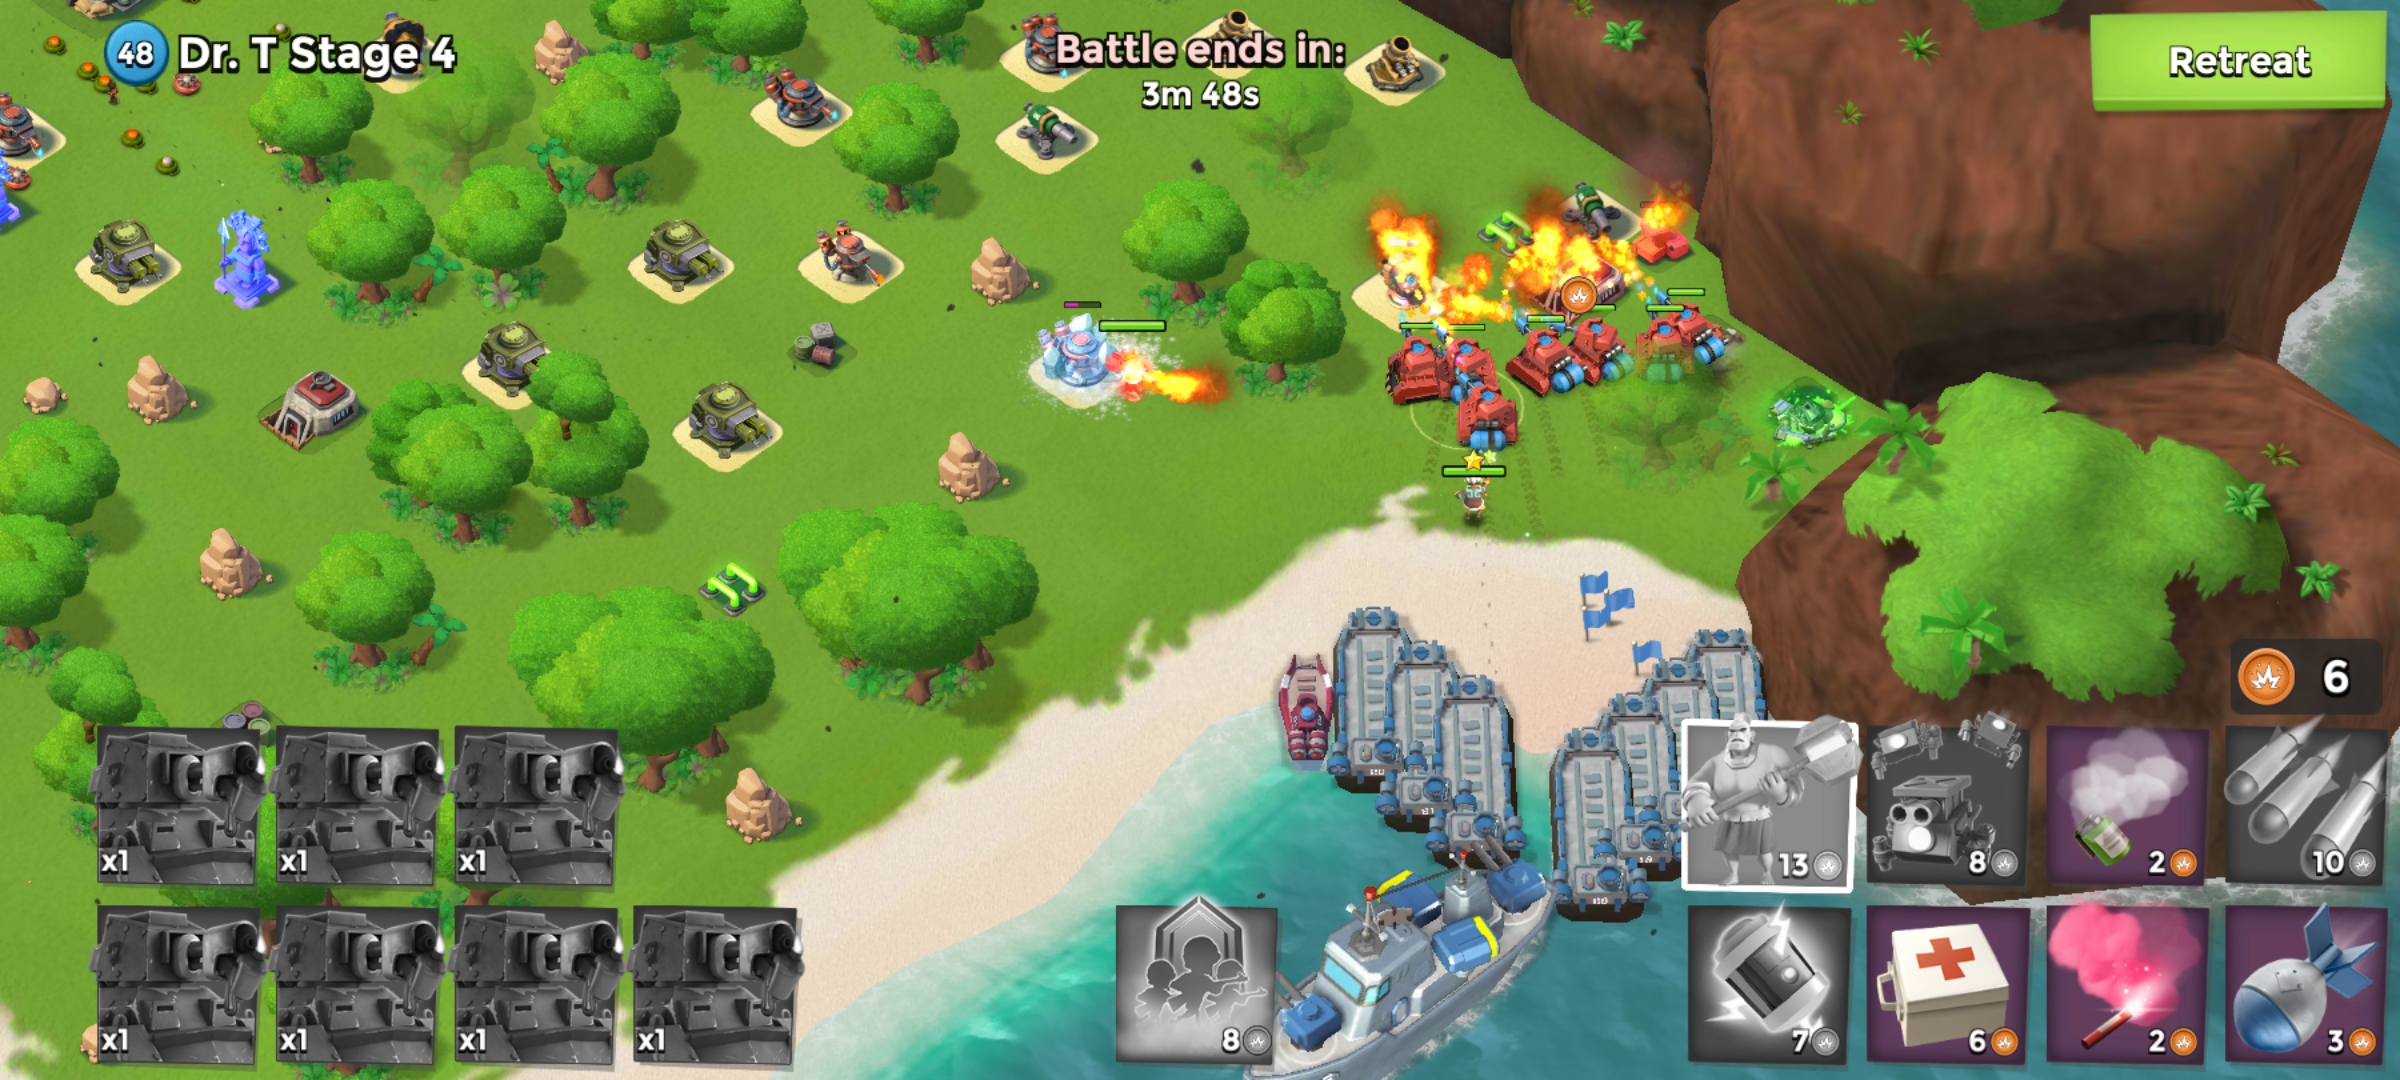 48 Dr. T Stage 4
Battle ends in:
3m 48s
Retreat
52
6
x1 x1 x1
13 8 2 10
x1 x1 x1 x1
8
7 6 2 3